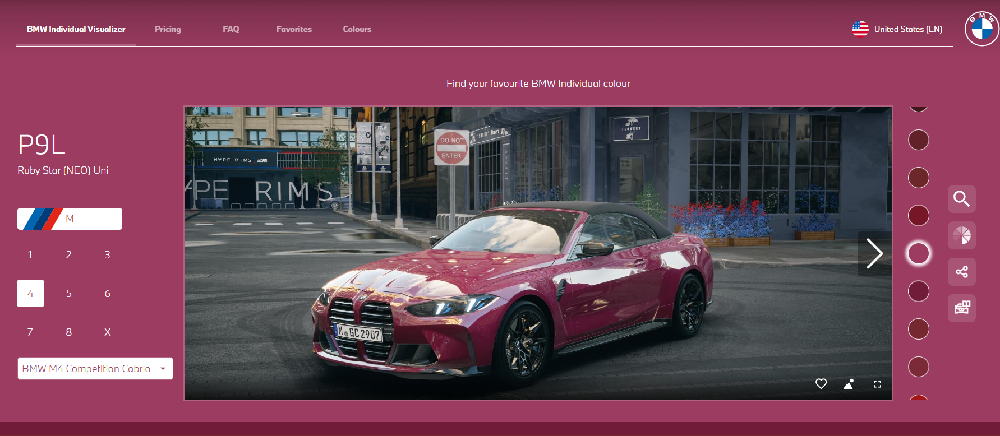 BMW Individual Visualizer
Pricing
FAQ
Favorites
Colours
United States (EN)
BMW
Find your favourite BMW Individual colour
P9L
Ruby Star (NEO) Uni
M
1 2 3
4 5 6
7 8 X
BMW M4 Competition Cabrio
HYPE RIMS M
YPE RIMS
DO NOT
ENTER
FLOWERS
M GC 2907